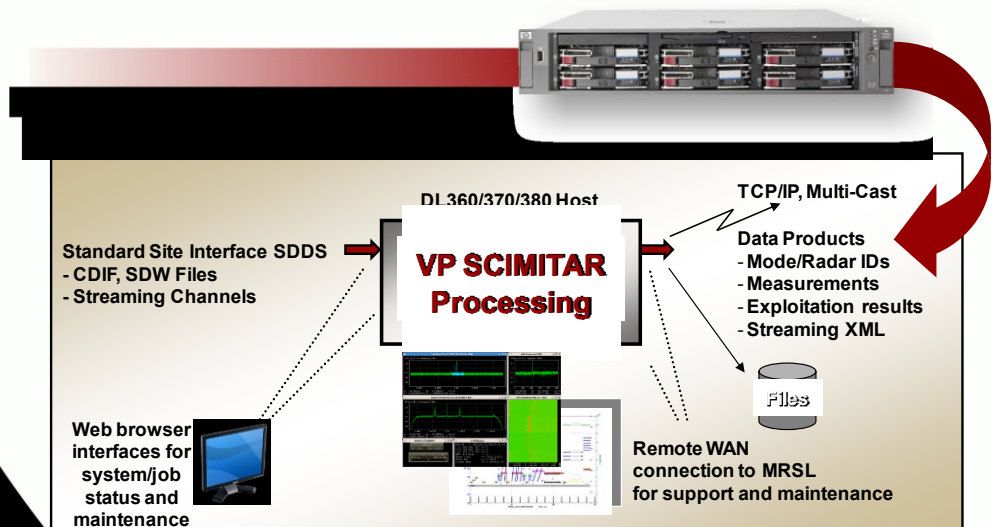 DL360/370/380 Host
Standard Site Interface SDDS
- CDIF, SDW Files
- Streaming Channels
VP SCIMITAR
Processing
TCP/IP, Multi-Cast
Data Products
- Mode/Radar IDs
- Measurements
- Exploitation results
- Streaming XML
Files
Web browser
interfaces for
system/job
status and
maintenance
Remote WAN
connection to MRSL
for support and maintenance